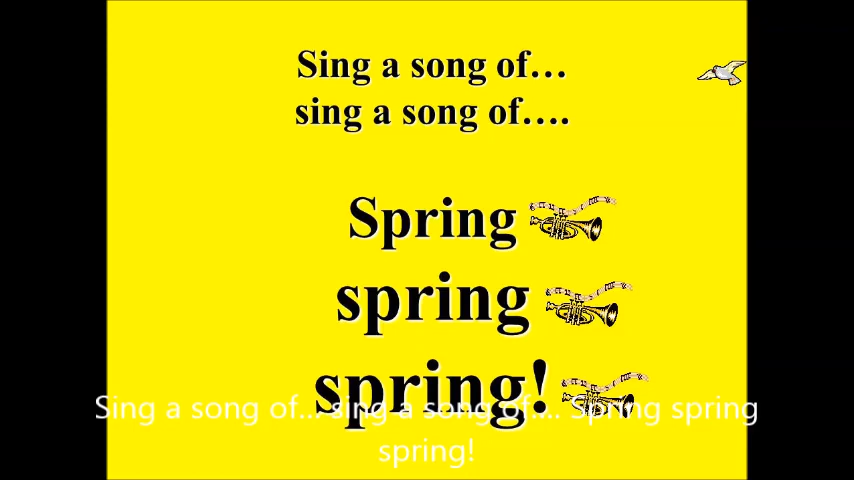 Sing a song of…
sing a song of….
Spring
spring
spring!
Sing a song of... sing a song of.... Spring spring
spring!